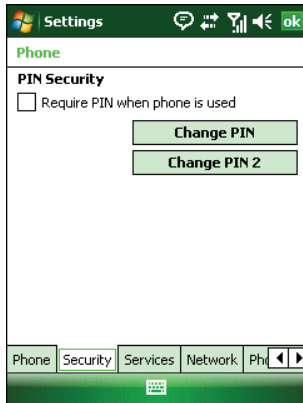 Settings
ok
Phone
PIN Security
Require PIN when phone is used
Change PIN
Change PIN 2
Phone Security Services Network